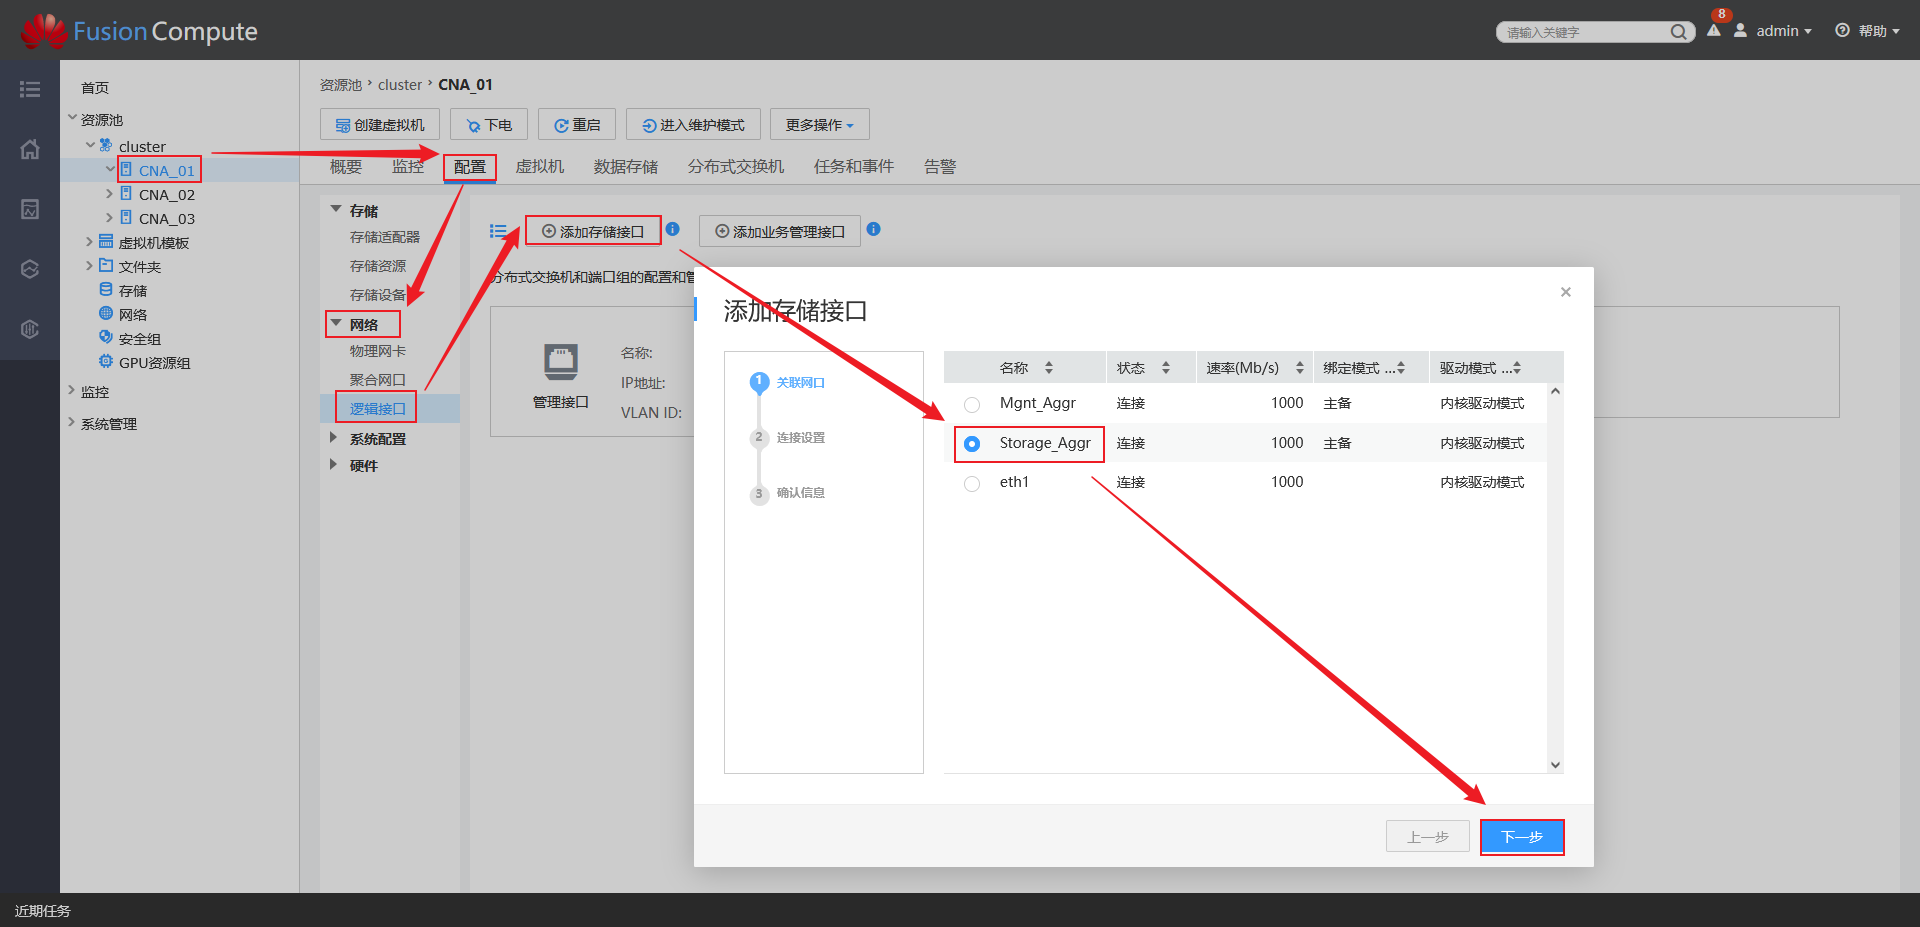 FusionCompute
请输入关键字
8
admin
帮助
首页
资源池
cluster
CNA_01
CNA_02
CNA_03
虚拟机模板
文件夹
存储
网络
安全组
GPU资源组
监控
系统管理
资源池 › cluster › CNA_01
创建虚拟机
下电
重启
进入维护模式
更多操作
概要
监控
配置
虚拟机
数据存储
分布式交换机
任务和事件
告警
存储
存储适配器
存储资源
存储设备
网络
物理网卡
聚合网口
逻辑接口
系统配置
硬件
添加存储接口
添加业务管理接口
分布式交换机和端口组的配置和管
管理接口
名称:
IP地址:
VLAN ID:
添加存储接口
×
1 关联网口
2 连接设置
3 确认信息
名称 状态 速率(Mb/s) 绑定模式 ... 驱动模式 ...
Mgnt_Aggr 连接 1000 主备 内核驱动模式
Storage_Aggr 连接 1000 主备 内核驱动模式
eth1 连接 1000 内核驱动模式
上一步
下一步
近期任务